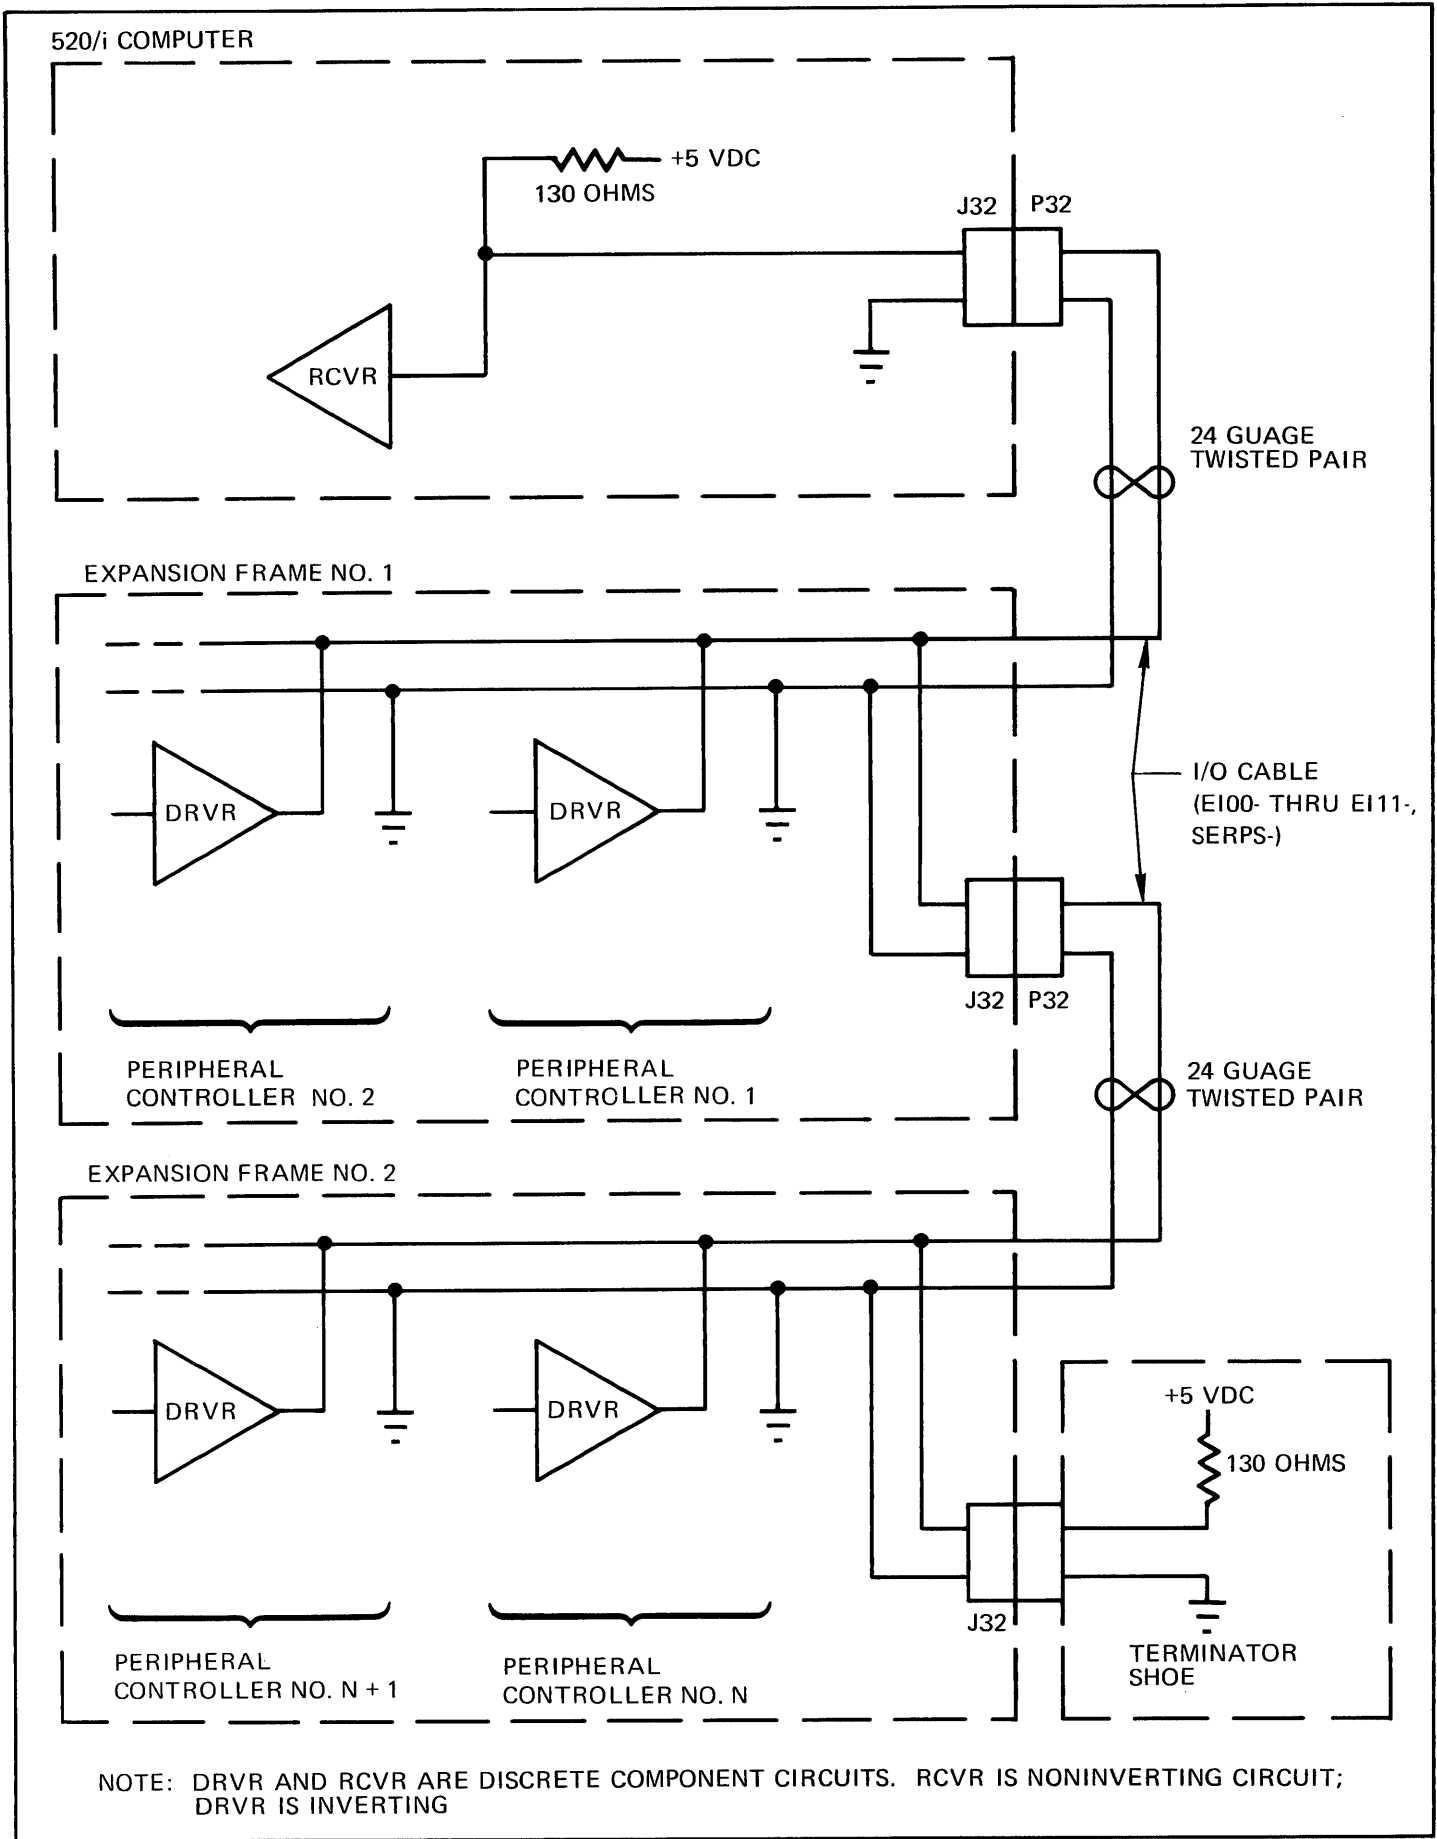 520/i COMPUTER
+5 VDC
130 OHMS
J32 P32
RCVR
24 GUAGE
TWISTED PAIR
EXPANSION FRAME NO. 1
DRVR
DRVR
I/O CABLE
(EI00- THRU EI11-,
SERPS-)
J32 P32
PERIPHERAL
CONTROLLER NO. 2
PERIPHERAL
CONTROLLER NO. 1
24 GUAGE
TWISTED PAIR
EXPANSION FRAME NO. 2
DRVR
DRVR
+5 VDC
130 OHMS
J32
TERMINATOR
SHOE
PERIPHERAL
CONTROLLER NO. N + 1
PERIPHERAL
CONTROLLER NO. N
NOTE: DRVR AND RCVR ARE DISCRETE COMPONENT CIRCUITS. RCVR IS NONINVERTING CIRCUIT;
DRVR IS INVERTING